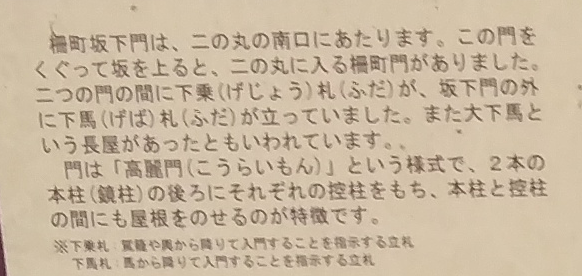 柵町坂下門は、二の丸の南口にあたります。この門を
くぐって坂を上ると、二の丸に入る柵町門がありました。
二つの門の間に下乗(げじょう)札(ふだ)が、坂下門の外
に下馬(げば)札(ふだ)が立っていました。また大下馬と
いう長屋があったともいわれています。
門は「高麗門(こうらいもん)」という様式で、2本の
本柱(鏡柱)の後ろにそれぞれの控柱をもち、本柱と控柱
の間にも屋根をのせるのが特徴です。
※下乗札:駕籠や馬から降りて入門することを指示する立札
下馬札:馬から降りて入門することを指示する立札